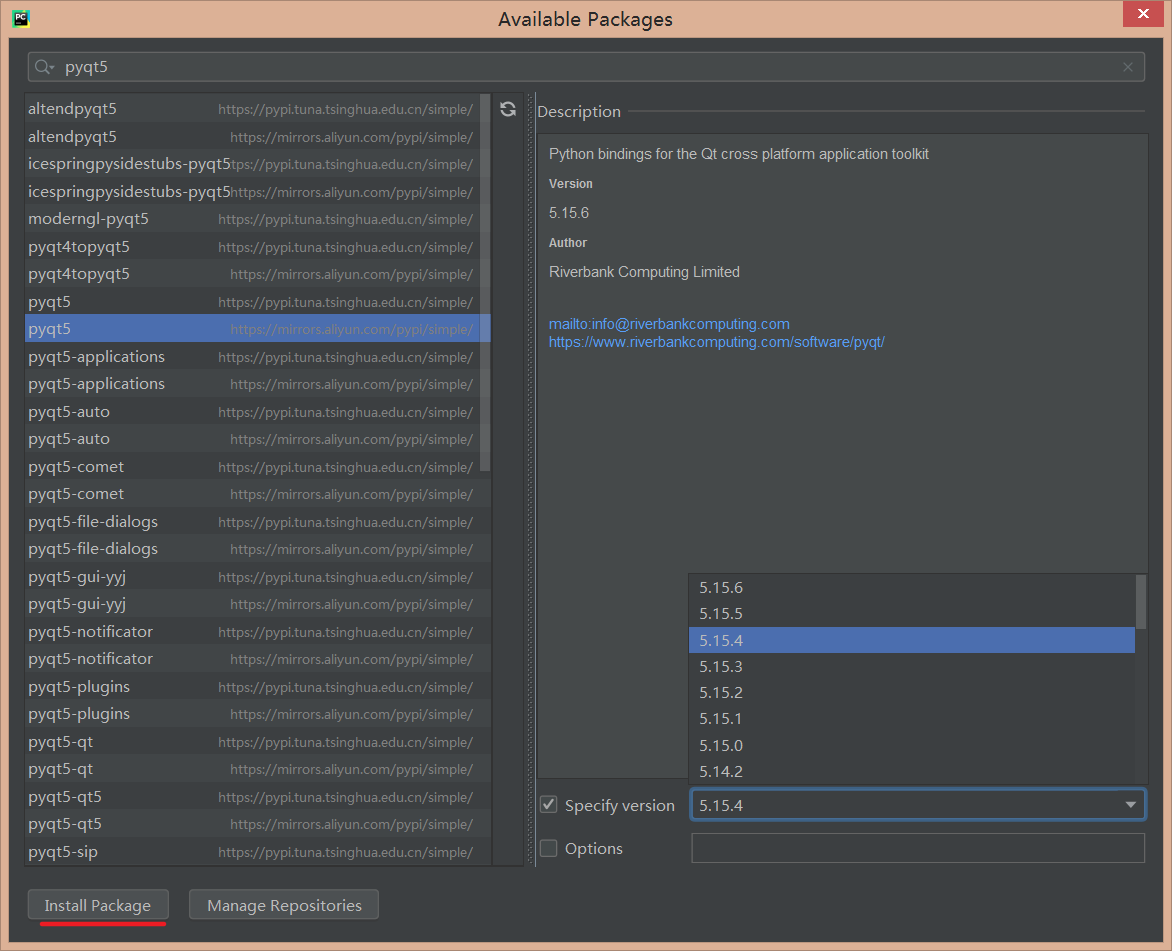 PC
Available Packages
pyqt5
altendpyqt5 https://pypi.tuna.tsinghua.edu.cn/simple/
altendpyqt5 https://mirrors.aliyun.com/pypi/simple/
icespringpysidestubs-pyqt5 tps://pypi.tuna.tsinghua.edu.cn/simple/
icespringpysidestubs-pyqt5 https://mirrors.aliyun.com/pypi/simple/
moderngl-pyqt5 https://pypi.tuna.tsinghua.edu.cn/simple/
pyqt4topyqt5 https://pypi.tuna.tsinghua.edu.cn/simple/
pyqt4topyqt5 https://mirrors.aliyun.com/pypi/simple/
pyqt5 https://pypi.tuna.tsinghua.edu.cn/simple/
pyqt5 https://mirrors.aliyun.com/pypi/simple/
pyqt5-applications https://pypi.tuna.tsinghua.edu.cn/simple/
pyqt5-applications https://mirrors.aliyun.com/pypi/simple/
pyqt5-auto https://pypi.tuna.tsinghua.edu.cn/simple/
pyqt5-auto https://mirrors.aliyun.com/pypi/simple/
pyqt5-comet https://pypi.tuna.tsinghua.edu.cn/simple/
pyqt5-comet https://mirrors.aliyun.com/pypi/simple/
pyqt5-file-dialogs https://pypi.tuna.tsinghua.edu.cn/simple/
pyqt5-file-dialogs https://mirrors.aliyun.com/pypi/simple/
pyqt5-gui-yyj https://pypi.tuna.tsinghua.edu.cn/simple/
pyqt5-gui-yyj https://mirrors.aliyun.com/pypi/simple/
pyqt5-notificator https://pypi.tuna.tsinghua.edu.cn/simple/
pyqt5-notificator https://mirrors.aliyun.com/pypi/simple/
pyqt5-plugins https://pypi.tuna.tsinghua.edu.cn/simple/
pyqt5-plugins https://mirrors.aliyun.com/pypi/simple/
pyqt5-qt https://pypi.tuna.tsinghua.edu.cn/simple/
pyqt5-qt https://mirrors.aliyun.com/pypi/simple/
pyqt5-qt5 https://pypi.tuna.tsinghua.edu.cn/simple/
pyqt5-qt5 https://mirrors.aliyun.com/pypi/simple/
pyqt5-sip https://pypi.tuna.tsinghua.edu.cn/simple/
Description
Python bindings for the Qt cross platform application toolkit
Version
5.15.6
Author
Riverbank Computing Limited
mailto:info@riverbankcomputing.com
https://www.riverbankcomputing.com/software/pyqt/
5.15.6
5.15.5
5.15.4
5.15.3
5.15.2
5.15.1
5.15.0
5.14.2
Specify version 5.15.4
Options
Install Package Manage Repositories